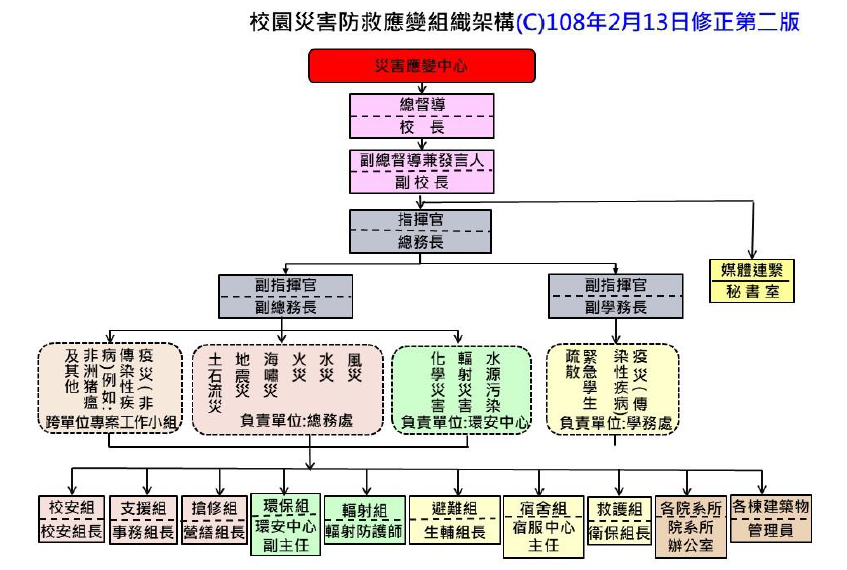 校園災害防救應變組織架構(C)108年2月13日修正第二版
災害應變中心
總督導
校 長
副總督導兼發言人
副校長
指揮官
總務長
媒體連繫
秘書室
副指揮官
副總務長
副指揮官
副學務長
疫災(非
傳染性疾
病)例如:
非洲豬瘟
及其他
跨單位專案工作小組
風災
水災
火災
海嘯災
地震災
土石流災
負責單位:總務處
水源污染
輻射災害
化學災害
負責單位:環安中心
疫災(傳
染性疾病)
緊急學生
疏散
負責單位:學務處
校安組
校安組長
支援組
事務組長
搶修組
營繕組長
環保組
環安中心
副主任
輻射組
輻射防護師
避難組
生輔組長
宿舍組
宿服中心
主任
救護組
衛保組長
各院系所
院系所
辦公室
各棟建築物
管理員